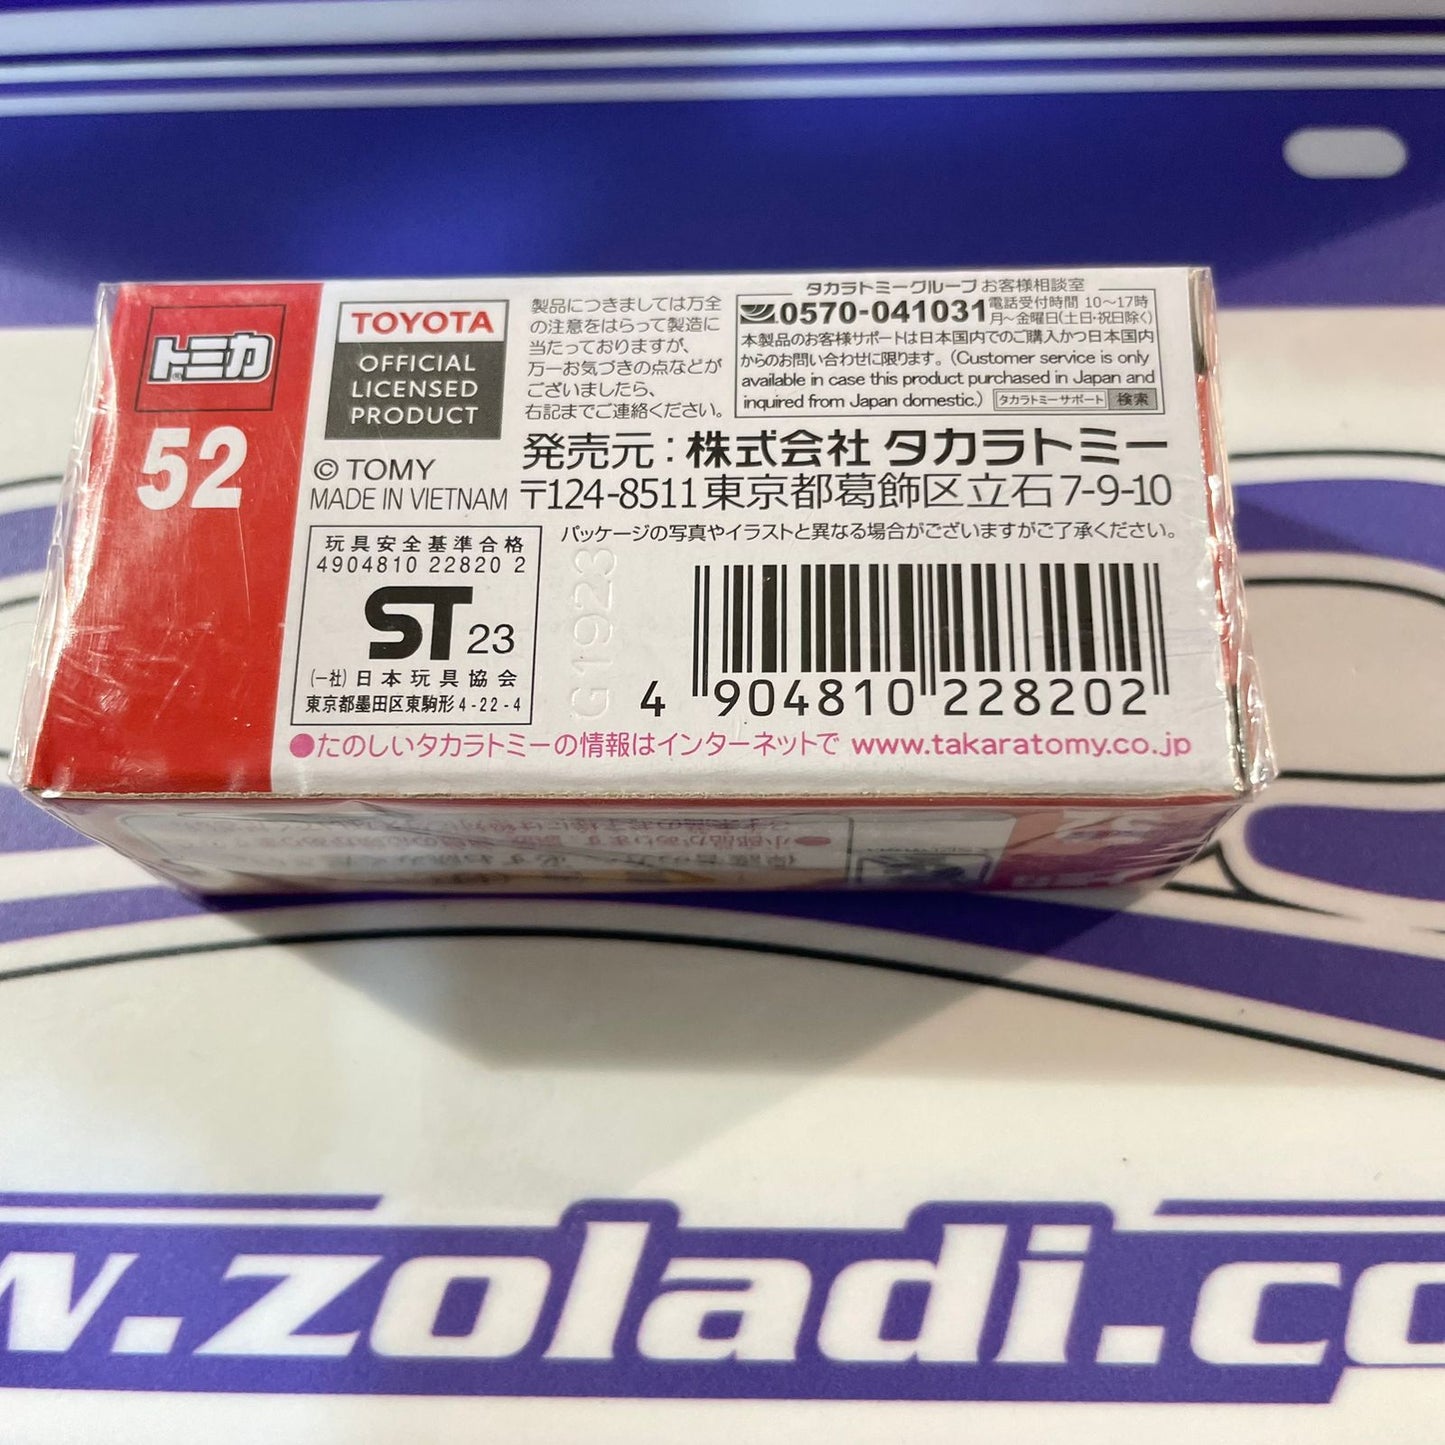 トミカ
52
TOYOTA
OFFICIAL
LICENSED
PRODUCT
© TOMY
MADE IN VIETNAM
製品につきましては万全
の注意をはらって製造に
当たっておりますが、
万一お気づきの点などが
ございましたら、
右記までご連絡ください。
タカラトミーグループ お客様相談室
0570-041031 電話受付時間 10〜17時
月〜金曜日(土日・祝日除く)
本製品のお客様サポートは日本国内でのご購入かつ日本国内
からのお問い合わせに限ります。(Customer service is only
available in case this product purchased in Japan and
inquired from Japan domestic.) タカラトミーサポート 検索
発売元：株式会社 タカラトミー
〒124-8511 東京都葛飾区立石 7-9-10
パッケージの写真やイラストと異なる場合がございますがご了承ください。
玩具安全基準合格
4904810 22820 2
ST 23
(一社)日本玩具協会
東京都墨田区東駒形 4-22-4
G1923
4 904810 228202
●たのしいタカラトミーの情報はインターネットで www.takaratomy.co.jp
w.zoladi.co